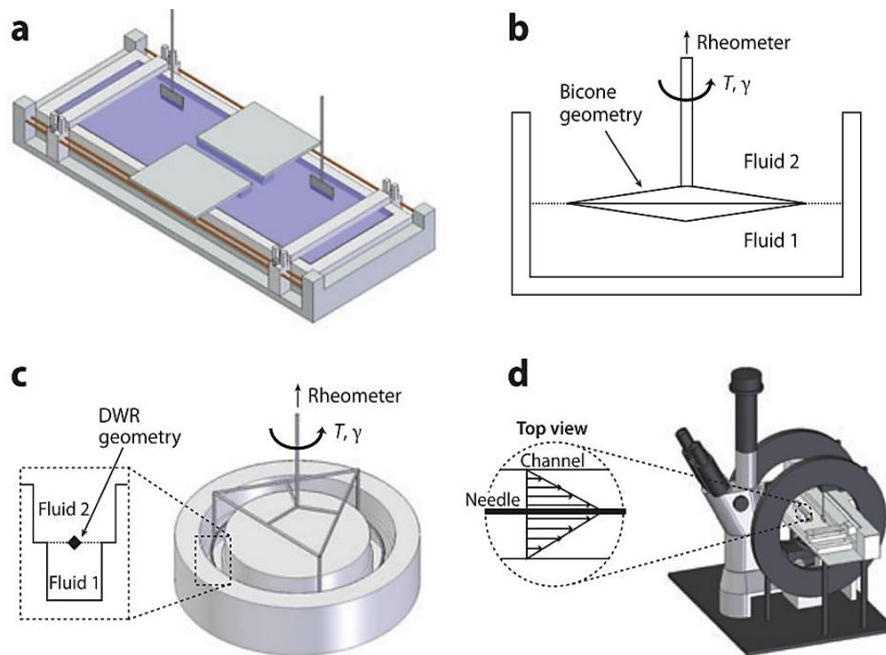 a
b
Rheometer
T, γ
Bicone
geometry
Fluid 2
Fluid 1
c
Rheometer
DWR
geometry
T, γ
Fluid 2
Fluid 1
d
Top view
Channel
Needle